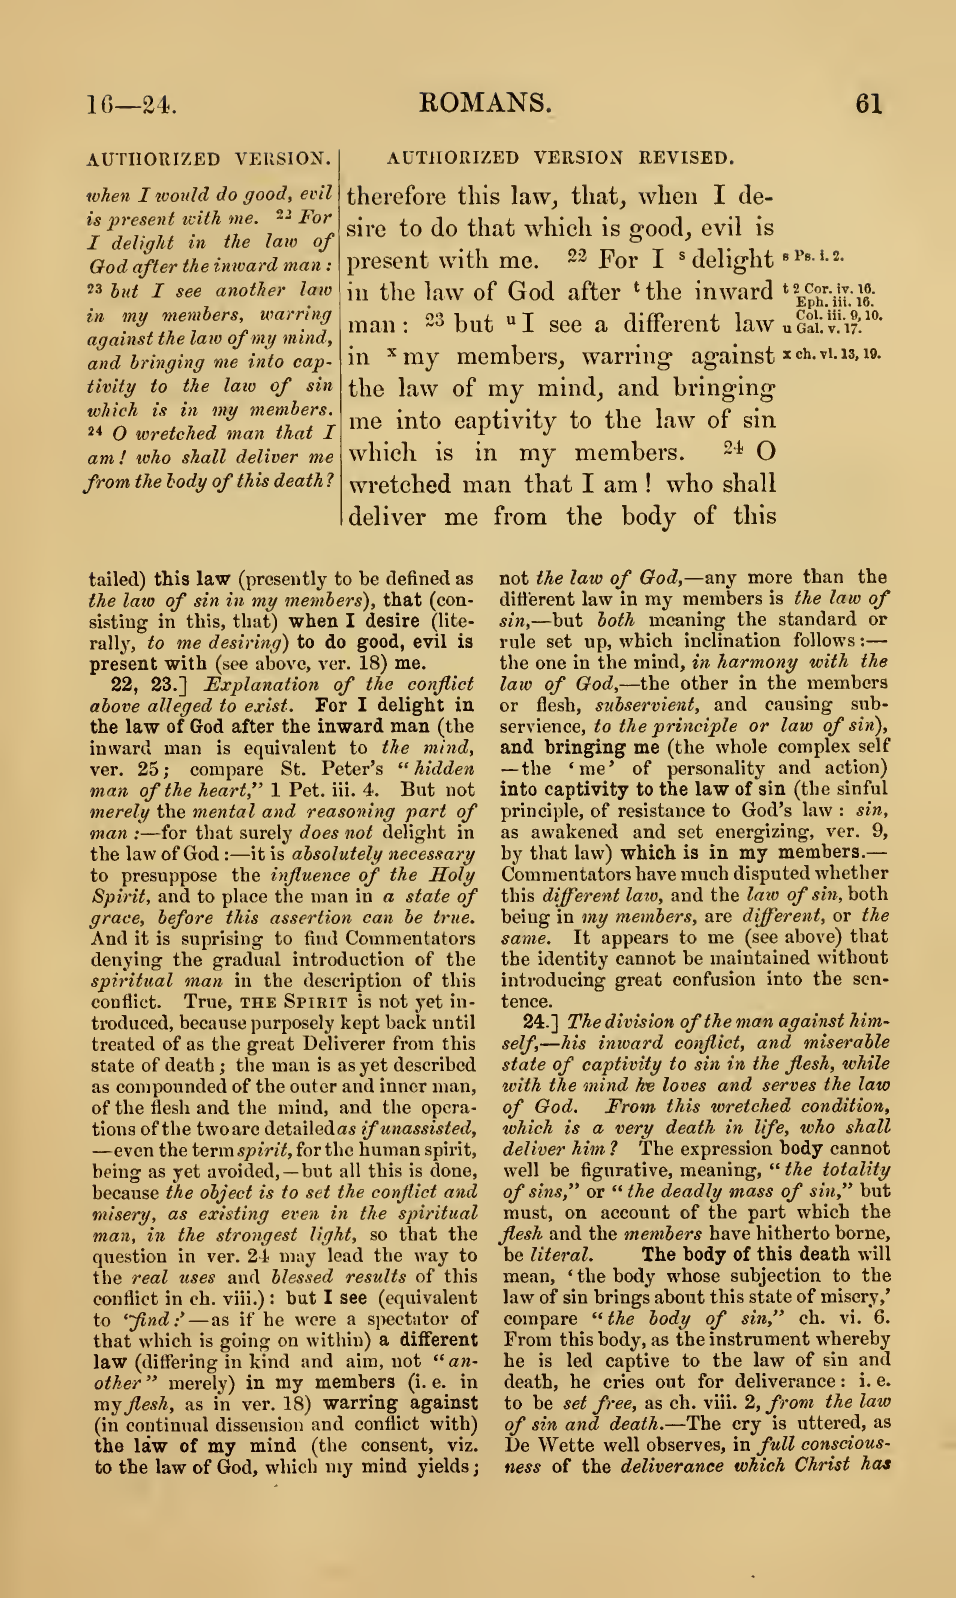 16—24.
ROMANS.
61
AUTHORIZED VERSION.
when I would do good, evil
is present with me. 22 For
I delight in the law of
God after the inward man:
23 but I see another law
in my members, warring
against the law of my mind,
and bringing me into cap-
tivity to the law of sin
which is in my members.
24 O wretched man that I
am! who shall deliver me
from the body of this death?
AUTHORIZED VERSION REVISED.
therefore this law, that, when I de-
sire to do that which is good, evil is
present with me. 22 For I s delight
in the law of God after t the inward
man: 23 but u I see a different law
in x my members, warring against
the law of my mind, and bringing
me into captivity to the law of sin
which is in my members. 24 O
wretched man that I am! who shall
deliver me from the body of this
s Ps. i. 2.
t 2 Cor. iv. 16.
Eph. iii. 16.
Col. iii. 9, 10.
u Gal. v. 17.
x ch. vi. 13, 19.
tailed) this law (presently to be defined as
the law of sin in my members), that (con-
sisting in this, that) when I desire (lite-
rally, to me desiring) to do good, evil is
present with (see above, ver. 18) me.
22, 23.] Explanation of the conflict
above alleged to exist. For I delight in
the law of God after the inward man (the
inward man is equivalent to the mind,
ver. 25; compare St. Peter's "hidden
man of the heart," 1 Pet. iii. 4. But not
merely the mental and reasoning part of
man:—for that surely does not delight in
the law of God:—it is absolutely necessary
to presuppose the influence of the Holy
Spirit, and to place the man in a state of
grace, before this assertion can be true.
And it is suprising to find Commentators
denying the gradual introduction of the
spiritual man in the description of this
conflict. True, THE SPIRIT is not yet in-
troduced, because purposely kept back until
treated of as the great Deliverer from this
state of death; the man is as yet described
as compounded of the outer and inner man,
of the flesh and the mind, and the opera-
tions of the two are detailed as if unassisted,
—even the term spirit, for the human spirit,
being as yet avoided,—but all this is done,
because the object is to set the conflict and
misery, as existing even in the spiritual
man, in the strongest light, so that the
question in ver. 24 may lead the way to
the real uses and blessed results of this
conflict in ch. viii.): but I see (equivalent
to 'find:'—as if he were a spectator of
that which is going on within) a different
law (differing in kind and aim, not "an-
other" merely) in my members (i. e. in
my flesh, as in ver. 18) warring against
(in continual dissension and conflict with)
the law of my mind (the consent, viz.
to the law of God, which my mind yields;
not the law of God,—any more than the
different law in my members is the law of
sin,—but both meaning the standard or
rule set up, which inclination follows:—
the one in the mind, in harmony with the
law of God,—the other in the members
or flesh, subservient, and causing sub-
servience, to the principle or law of sin),
and bringing me (the whole complex self
—the 'me' of personality and action)
into captivity to the law of sin (the sinful
principle, of resistance to God's law: sin,
as awakened and set energizing, ver. 9,
by that law) which is in my members.—
Commentators have much disputed whether
this different law, and the law of sin, both
being in my members, are different, or the
same. It appears to me (see above) that
the identity cannot be maintained without
introducing great confusion into the sen-
tence.
24.] The division of the man against him-
self,—his inward conflict, and miserable
state of captivity to sin in the flesh, while
with the mind he loves and serves the law
of God. From this wretched condition,
which is a very death in life, who shall
deliver him? The expression body cannot
well be figurative, meaning, "the totality
of sins," or "the deadly mass of sin," but
must, on account of the part which the
flesh and the members have hitherto borne,
be literal. The body of this death will
mean, 'the body whose subjection to the
law of sin brings about this state of misery,'
compare "the body of sin," ch. vi. 6.
From this body, as the instrument whereby
he is led captive to the law of sin and
death, he cries out for deliverance: i. e.
to be set free, as ch. viii. 2, from the law
of sin and death.—The cry is uttered, as
De Wette well observes, in full conscious-
ness of the deliverance which Christ has